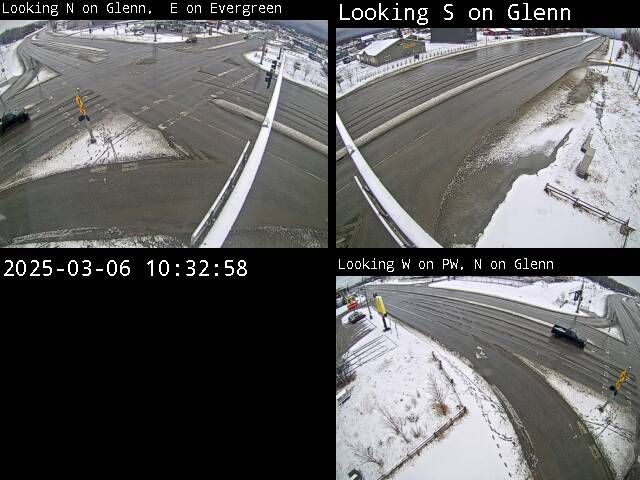 Looking N on Glenn, E on Evergreen
Looking S on Glenn
2025-03-06 10:32:58
Looking W on PW, N on Glenn